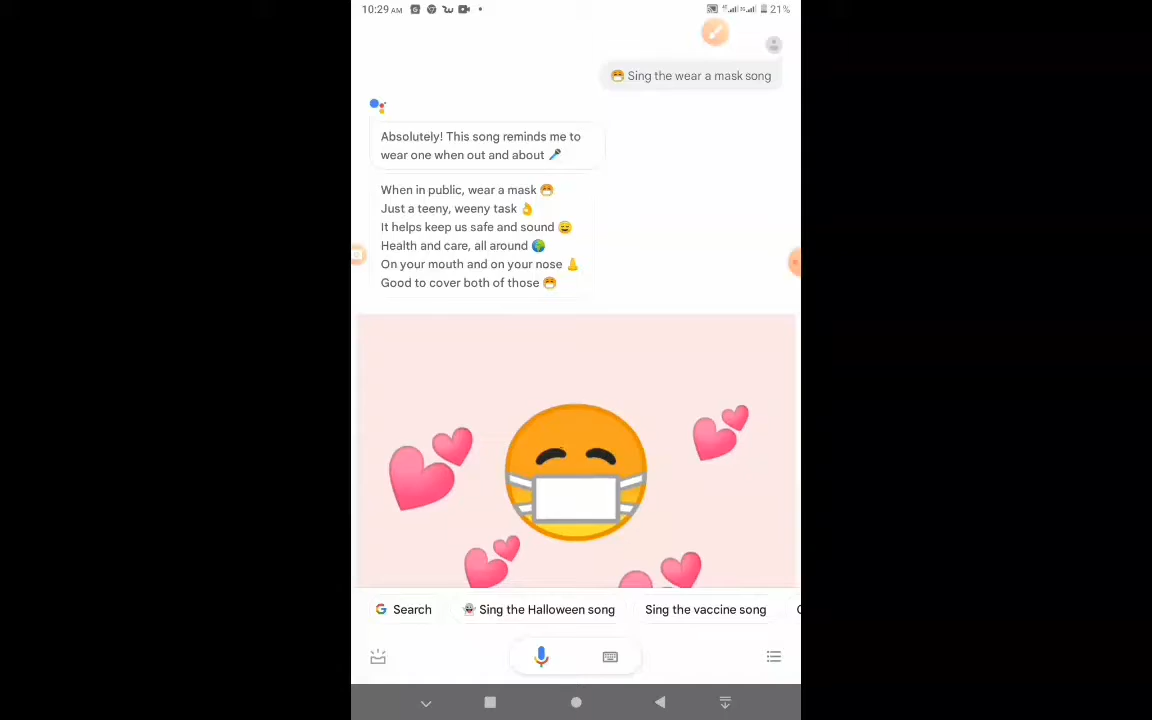 10:29 AM
21%
😷 Sing the wear a mask song
Absolutely! This song reminds me to
wear one when out and about 🎤
When in public, wear a mask 😷
Just a teeny, weeny task 👌
It helps keep us safe and sound 😅
Health and care, all around 🌍
On your mouth and on your nose 👃
Good to cover both of those 😷
G Search
👻 Sing the Halloween song
Sing the vaccine song